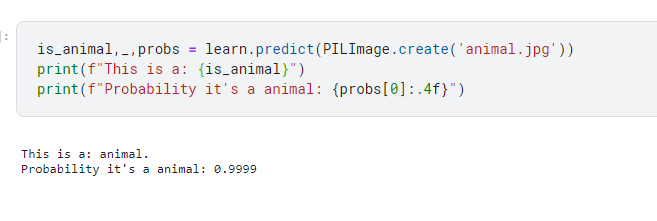 ]:
is_animal,_,probs = learn.predict(PILImage.create('animal.jpg'))
print(f"This is a: {is_animal}")
print(f"Probability it's a animal: {probs[0]:.4f}")
This is a: animal.
Probability it's a animal: 0.9999